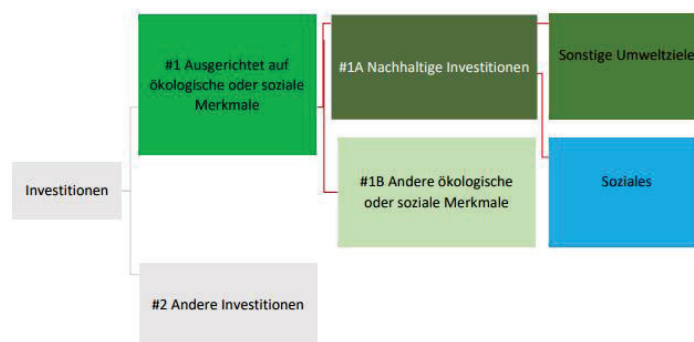 Investitionen
#1 Ausgerichtet auf
ökologische oder soziale
Merkmale
#2 Andere Investitionen
#1A Nachhaltige Investitionen
#1B Andere ökologische
oder soziale Merkmale
Sonstige Umweltziele
Soziales